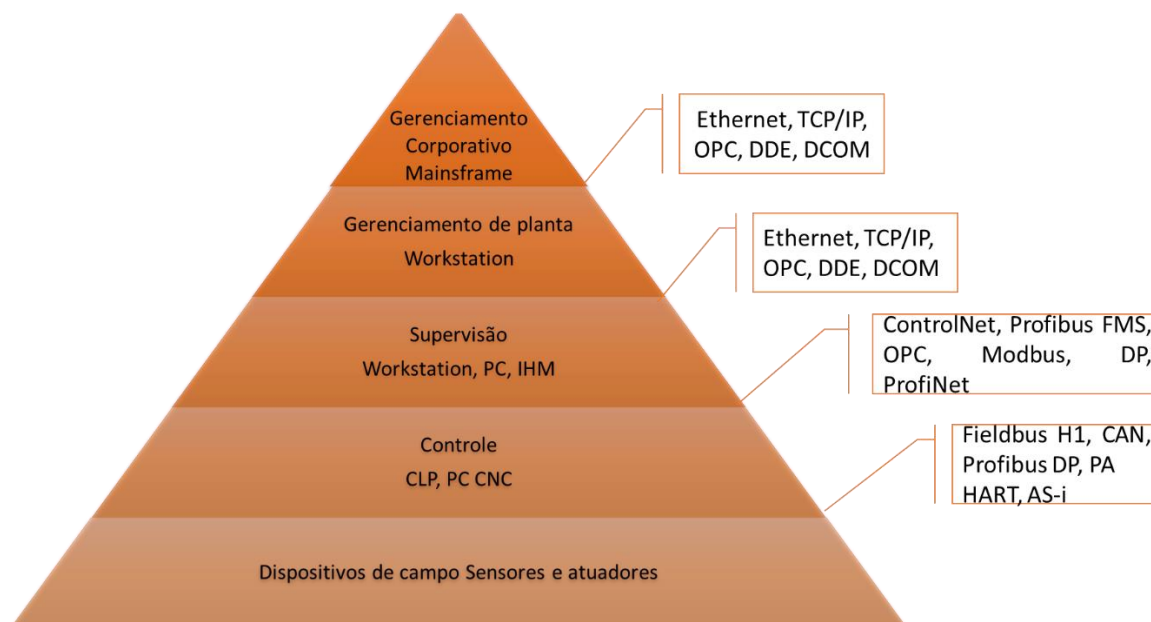 Gerenciamento
Corporativo
Mainsframe
Ethernet, TCP/IP,
OPC, DDE, DCOM
Gerenciamento de planta
Workstation
Ethernet, TCP/IP,
OPC, DDE, DCOM
Supervisão
Workstation, PC, IHM
ControlNet, Profibus FMS,
OPC, Modbus, DP,
ProfiNet
Controle
CLP, PC CNC
Fieldbus H1, CAN,
Profibus DP, PA
HART, AS-i
Dispositivos de campo Sensores e atuadores